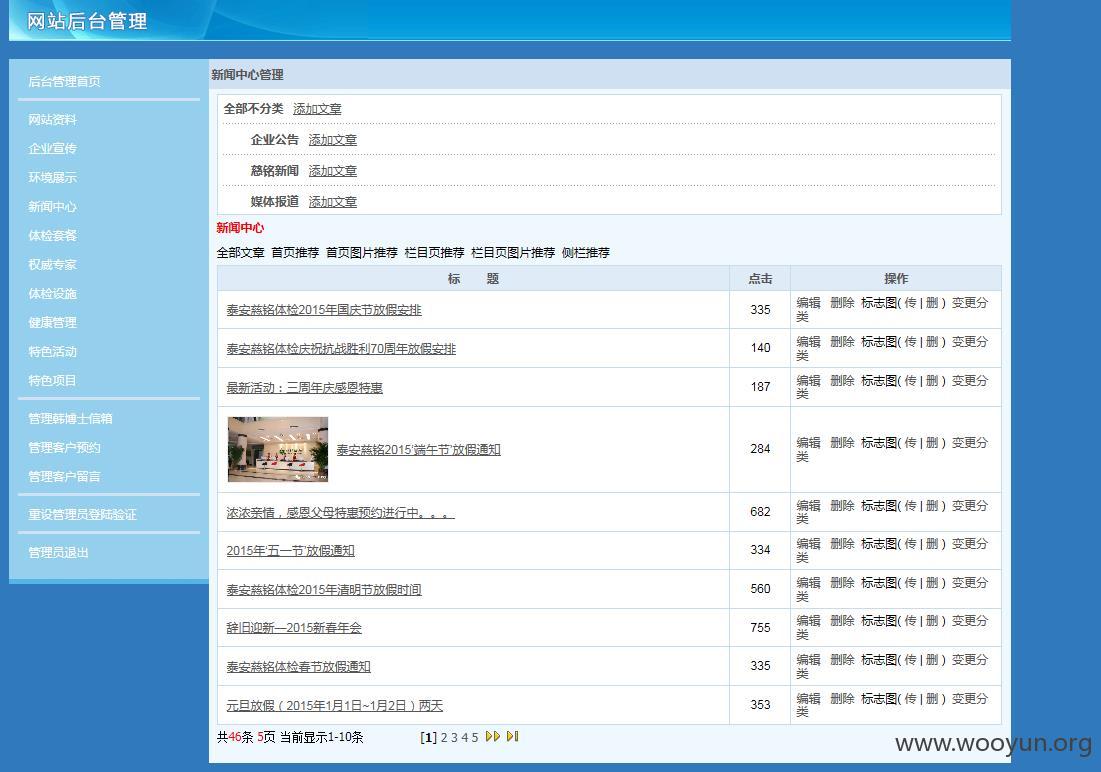 网站后台管理
后台管理首页
网站资料
企业宣传
环境展示
新闻中心
体检套餐
权威专家
体检设施
健康管理
特色活动
特色项目
管理韩博士信箱
管理客户预约
管理客户留言
重设管理员登陆验证
管理员退出
新闻中心管理
全部不分类 添加文章
企业公告 添加文章
慈铭新闻 添加文章
媒体报道 添加文章
新闻中心
全部文章 首页推荐 首页图片推荐 栏目页推荐 栏目页图片推荐 侧栏推荐
标 题 点击 操作
泰安慈铭体检2015年国庆节放假安排 335 编辑 删除 标志图( 传 | 删 ) 变更分
类
泰安慈铭体检庆祝抗战胜利70周年放假安排 140 编辑 删除 标志图( 传 | 删 ) 变更分
类
最新活动：三周年庆感恩特惠 187 编辑 删除 标志图( 传 | 删 ) 变更分
类
泰安慈铭2015‘端午节’放假通知 284 编辑 删除 标志图( 传 | 删 ) 变更分
类
浓浓亲情，感恩父母特惠预约进行中。。。 682 编辑 删除 标志图( 传 | 删 ) 变更分
类
2015年‘五一节’放假通知 334 编辑 删除 标志图( 传 | 删 ) 变更分
类
泰安慈铭体检2015年清明节放假时间 560 编辑 删除 标志图( 传 | 删 ) 变更分
类
辞旧迎新—2015新春年会 755 编辑 删除 标志图( 传 | 删 ) 变更分
类
泰安慈铭体检春节放假通知 335 编辑 删除 标志图( 传 | 删 ) 变更分
类
元旦放假（2015年1月1日~1月2日）两天 353 编辑 删除 标志图( 传 | 删 ) 变更分
类
共46条 5页 当前显示1-10条 [1] 2 3 4 5
www.wooyun.org